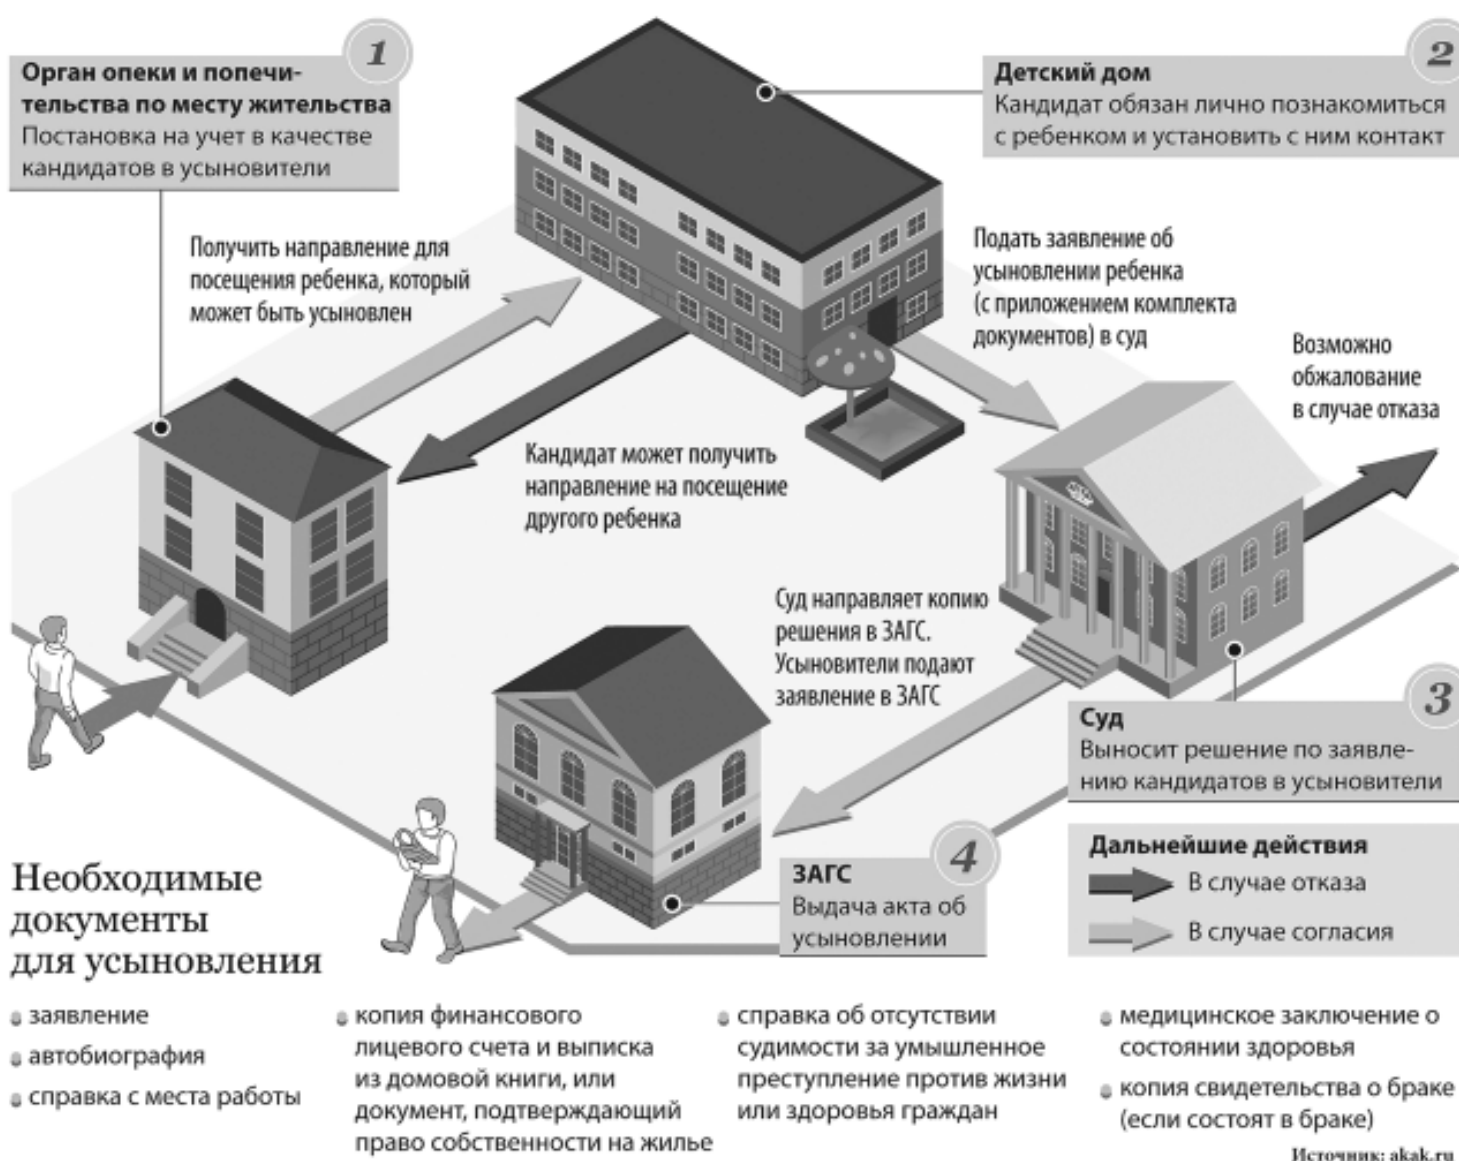 1
Орган опеки и попечи-
тельства по месту жительства
Постановка на учет в качестве
кандидатов в усыновители
2
Детский дом
Кандидат обязан лично познакомиться
с ребенком и установить с ним контакт
Получить направление для
посещения ребенка, который
может быть усыновлен
Подать заявление об
усыновлении ребенка
(с приложением комплекта
документов) в суд
Возможно
обжалование
в случае отказа
Кандидат может получить
направление на посещение
другого ребенка
Суд направляет копию
решения в ЗАГС.
Усыновители подают
заявление в ЗАГС
3
Суд
Выносит решение по заявле-
нию кандидатов в усыновители
4
ЗАГС
Выдача акта об
усыновлении
Дальнейшие действия
В случае отказа
В случае согласия
Необходимые
документы
для усыновления
заявление
автобиография
справка с места работы
копия финансового
лицевого счета и выписка
из домовой книги, или
документ, подтверждающий
право собственности на жилье
справка об отсутствии
судимости за умышленное
преступление против жизни
или здоровья граждан
медицинское заключение о
состоянии здоровья
копия свидетельства о браке
(если состоят в браке)
Источник: akak.ru